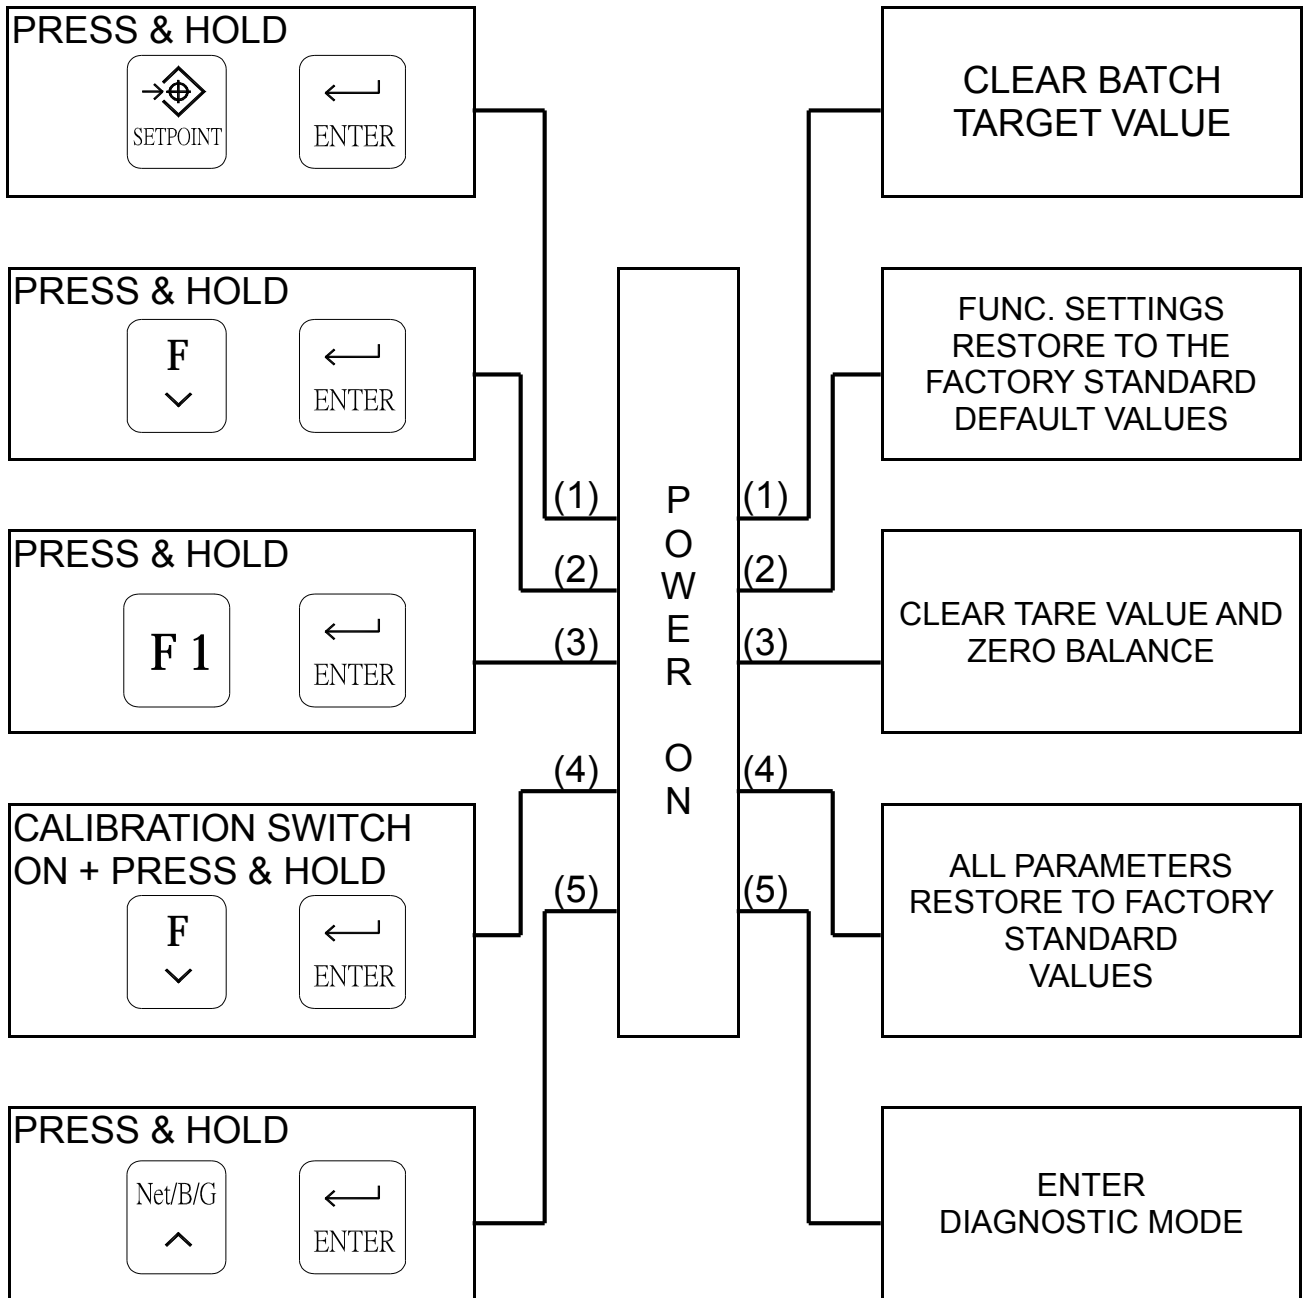 PRESS & HOLD
SETPOINT
ENTER
CLEAR BATCH
TARGET VALUE
PRESS & HOLD
F
ENTER
FUNC. SETTINGS
RESTORE TO THE
FACTORY STANDARD
DEFAULT VALUES
PRESS & HOLD
F 1
ENTER
CLEAR TARE VALUE AND
ZERO BALANCE
CALIBRATION SWITCH
ON + PRESS & HOLD
F
ENTER
ALL PARAMETERS
RESTORE TO FACTORY
STANDARD
VALUES
PRESS & HOLD
Net/B/G
ENTER
ENTER
DIAGNOSTIC MODE
(1)
(2)
(3)
(4)
(5)
P
O
W
E
R
O
N
(1)
(2)
(3)
(4)
(5)